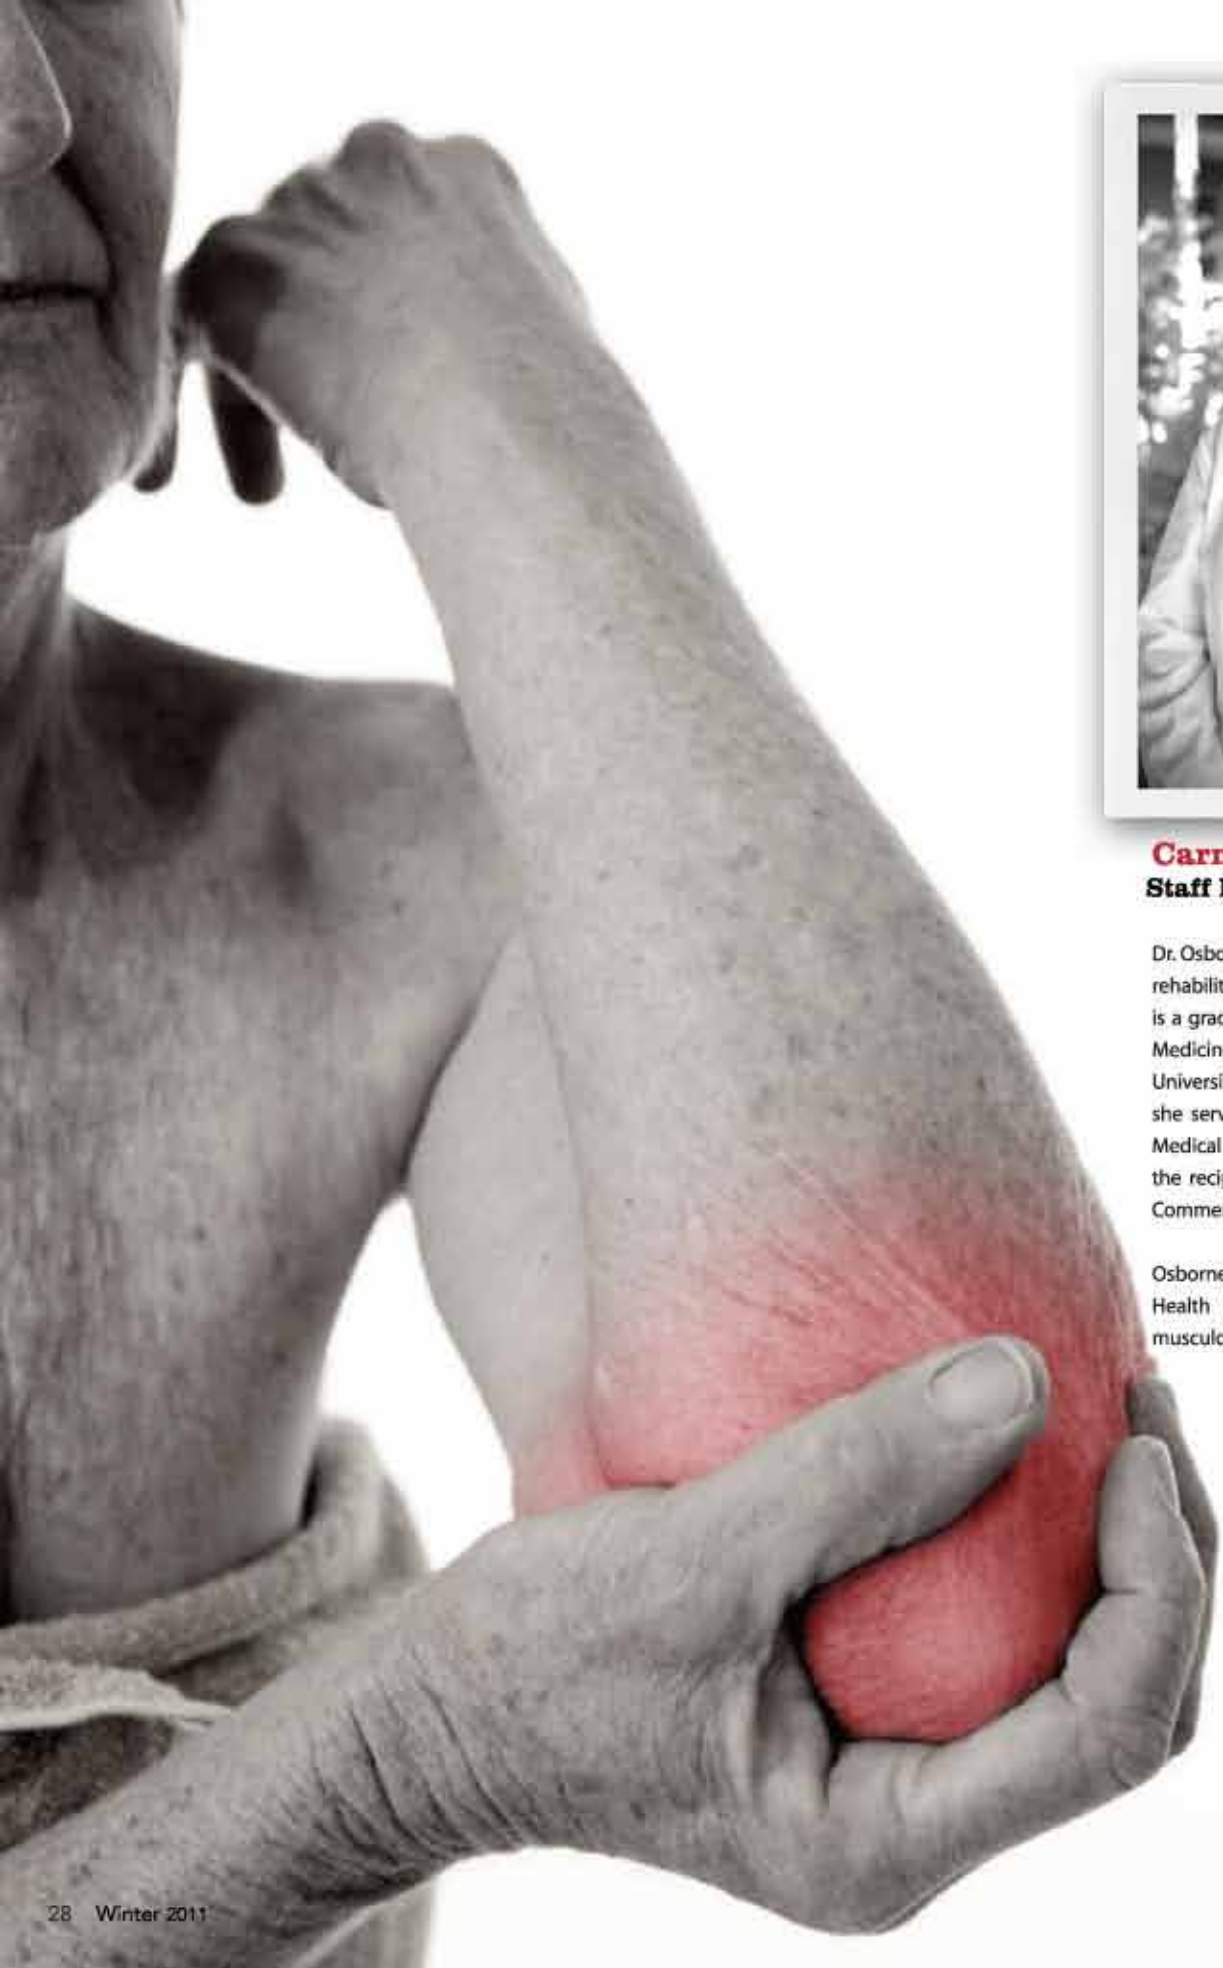 Carr
Staff
Dr. Osbo
rehabilit
is a grad
Medicin
Universi
she serv
Medical
the reci
Commer
Osborne
Health
musculo
28 Winter 2011